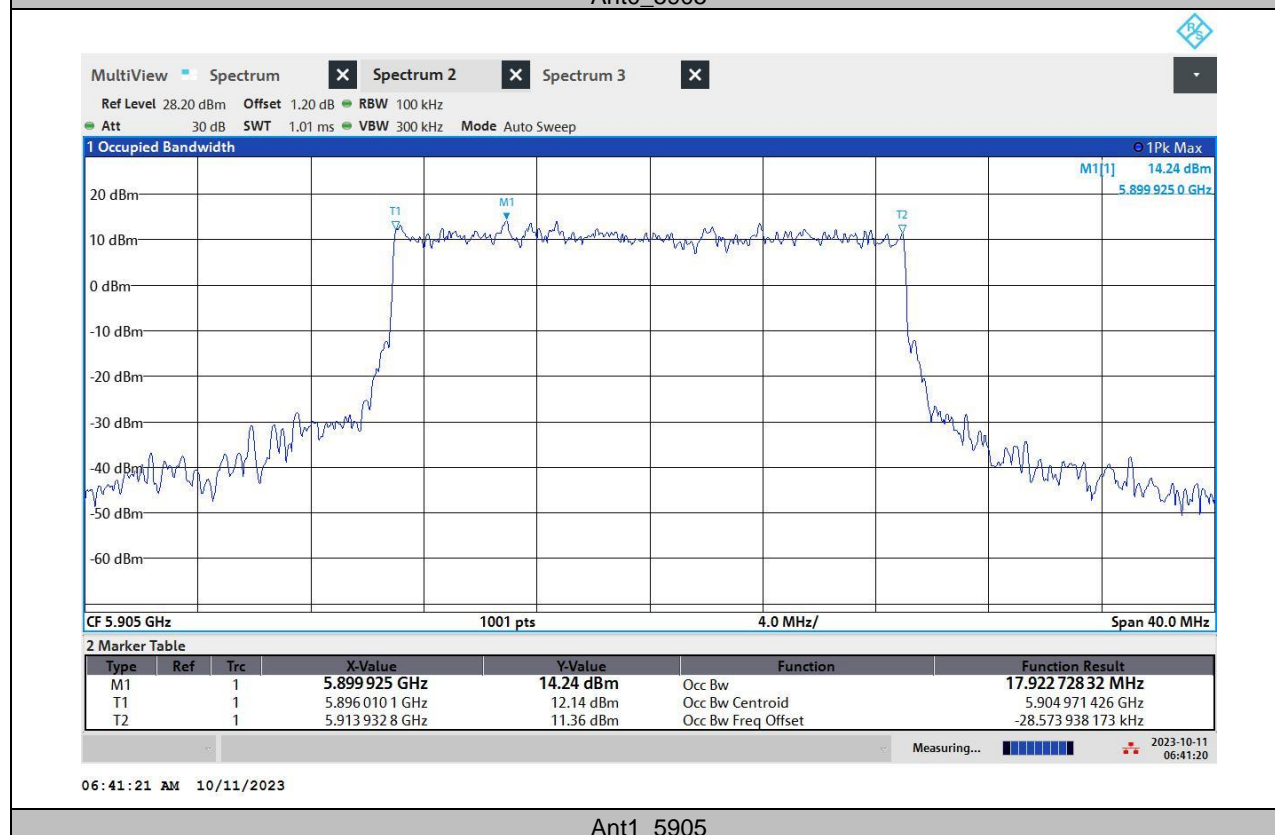 R&S
MultiView Spectrum X Spectrum 2 X Spectrum 3 X
Ref Level 28.20 dBm Offset 1.20 dB RBW 100 kHz
Att 30 dB SWT 1.01 ms VBW 300 kHz Mode Auto Sweep
1 Occupied Bandwidth 1Pk Max
M1[1] 14.24 dBm
5.899 925 0 GHz
20 dBm
T1 M1 T2
10 dBm
0 dBm
-10 dBm
-20 dBm
-30 dBm
-40 dBm
-50 dBm
-60 dBm
CF 5.905 GHz 1001 pts 4.0 MHz/ Span 40.0 MHz
2 Marker Table
Type Ref Trc X-Value Y-Value Function Function Result
M1 1 5.899 925 GHz 14.24 dBm Occ Bw 17.922 728 32 MHz
T1 1 5.896 010 1 GHz 12.14 dBm Occ Bw Centroid 5.904 971 426 GHz
T2 1 5.913 932 8 GHz 11.36 dBm Occ Bw Freq Offset -28.573 938 173 kHz
Measuring... 2023-10-11
06:41:20
06:41:21 AM 10/11/2023